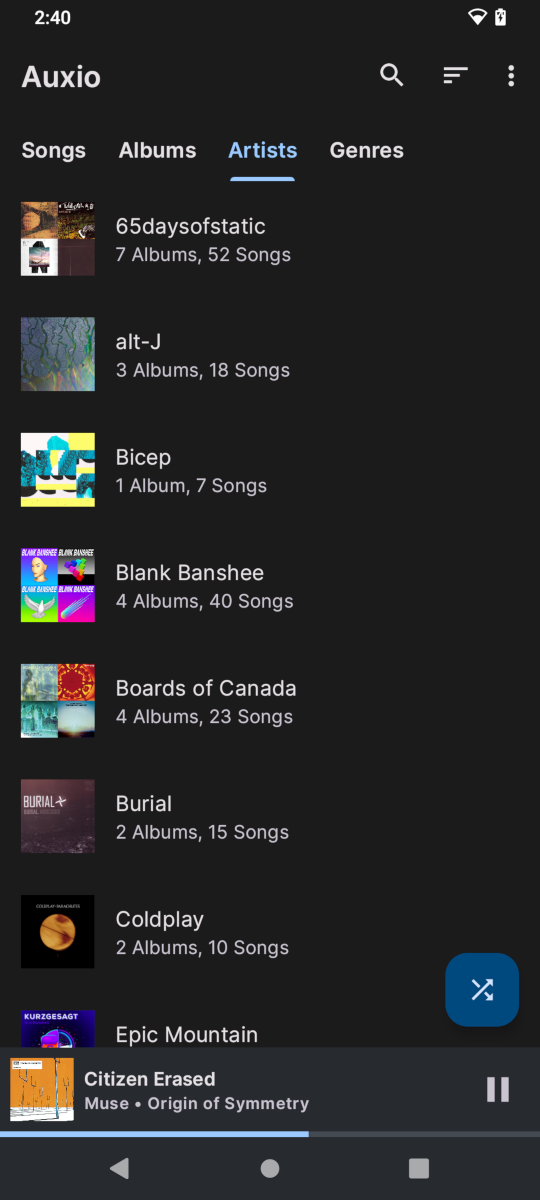 2:40
Auxio
Songs Albums Artists Genres
65daysofstatic
7 Albums, 52 Songs
alt-J
3 Albums, 18 Songs
Bicep
1 Album, 7 Songs
BLANK BANSHEE BLANK BANSHEE
BLANK BANSHEE BLANK BANSHEE
Blank Banshee
4 Albums, 40 Songs
Boards of Canada
4 Albums, 23 Songs
BURIAL
Burial
2 Albums, 15 Songs
COLDPLAY PARACHUTES
Coldplay
2 Albums, 10 Songs
KURZGESAGT
Epic Mountain
Citizen Erased
Muse • Origin of Symmetry